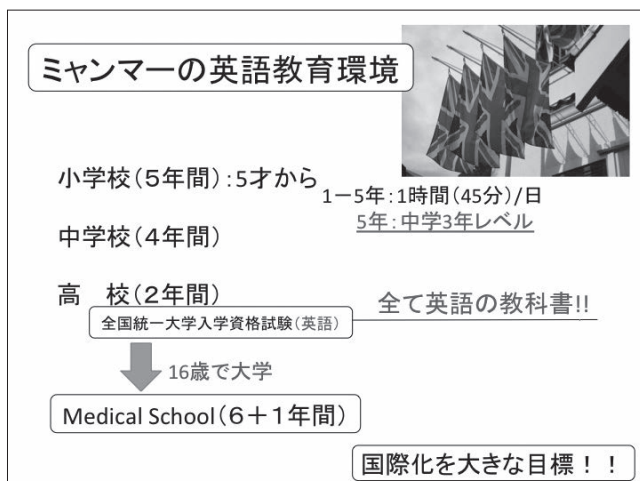 ミャンマーの英語教育環境
小学校(5年間):5才から
1−5年:1時間(45分)/日
5年:中学3年レベル
中学校(4年間)
高　校(2年間)
全国統一大学入学資格試験(英語)
全て英語の教科書!!
16歳で大学
Medical School(6+1年間)
国際化を大きな目標!!